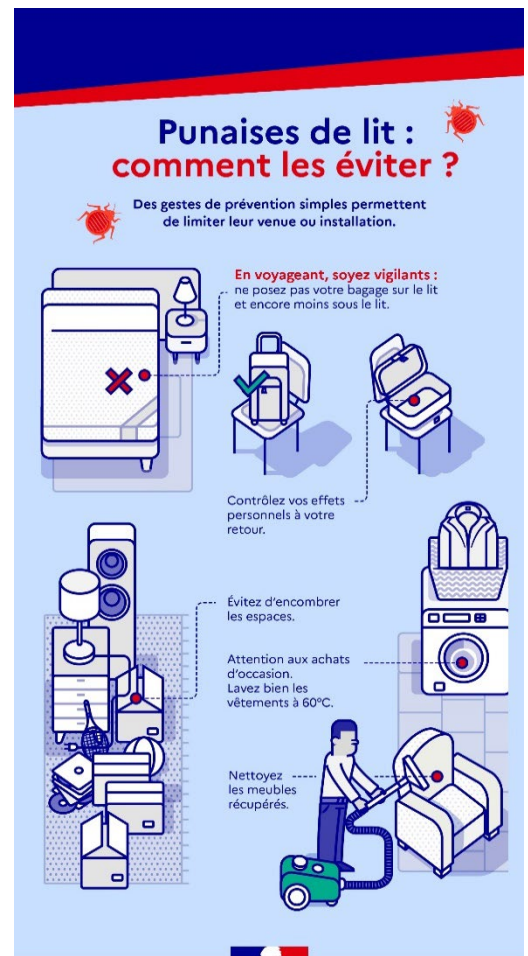 Punaises de lit :
comment les éviter ?
Des gestes de prévention simples permettent
de limiter leur venue ou installation.
En voyageant, soyez vigilants :
ne posez pas votre bagage sur le lit
et encore moins sous le lit.
Contrôlez vos effets
personnels à votre
retour.
Évitez d'encombrer
les espaces.
Attention aux achats
d'occasion.
Lavez bien les
vêtements à 60°C.
Nettoyez
les meubles
récupérés.